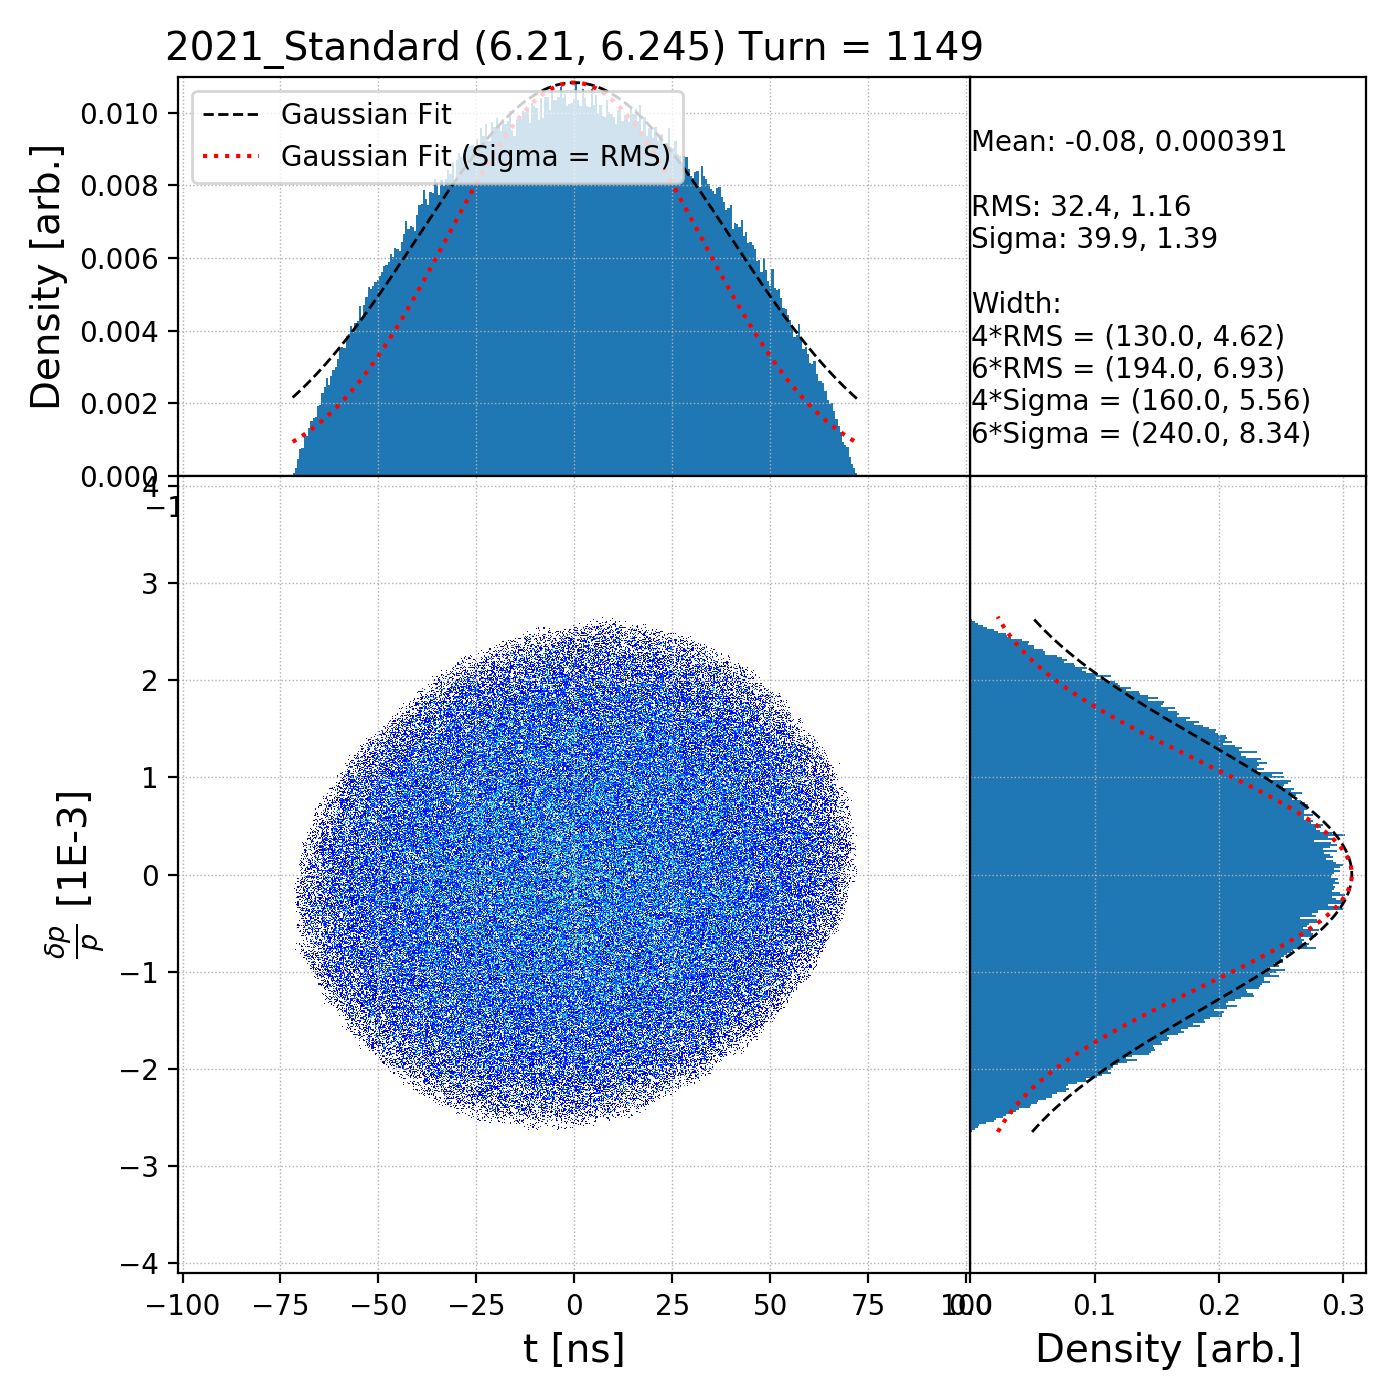 2021_Standard (6.21, 6.245) Turn = 1149
Density [arb.]
0.010
0.008
0.006
0.004
0.002
0.000
Gaussian Fit
Gaussian Fit (Sigma = RMS)
Mean: -0.08, 0.000391
RMS: 32.4, 1.16
Sigma: 39.9, 1.39
Width:
4*RMS = (130.0, 4.62)
6*RMS = (194.0, 6.93)
4*Sigma = (160.0, 5.56)
6*Sigma = (240.0, 8.34)
δp/p [1E-3]
4
3
2
1
0
−1
−2
−3
−4
−100 −75 −50 −25 0 25 50 75 100
t [ns]
0.0 0.1 0.2 0.3
Density [arb.]